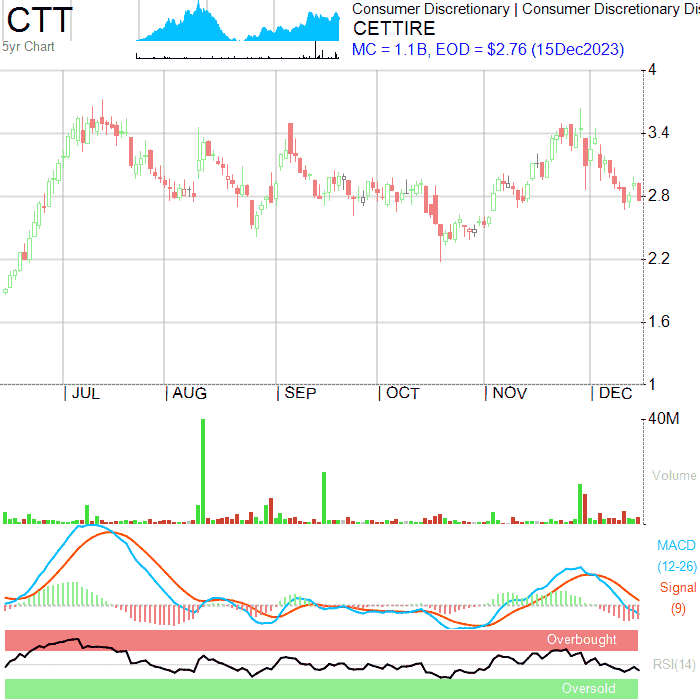 CTT
5yr Chart
Consumer Discretionary | Consumer Discretionary Dis
CETTIRE
MC = 1.1B, EOD = $2.76 (15Dec2023)
4
3.4
2.8
2.2
1.6
1
| JUL | AUG | SEP | OCT | NOV | DEC
40M
Volume
MACD
(12-26)
Signal
(9)
Overbought
RSI(14)
Oversold